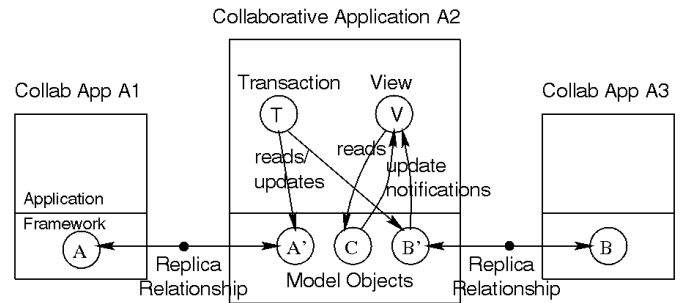 Collaborative Application A2
Collab App A1
Collab App A3
Transaction
View
T
V
reads/
updates
reads
update
notifications
Application
Framework
A
A'
C
B'
B
Replica
Relationship
Model Objects
Replica
Relationship